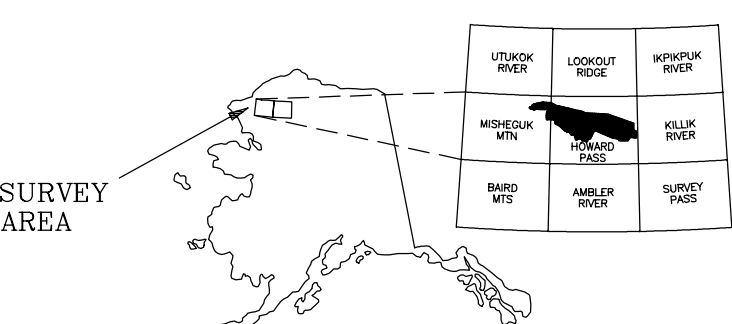 UTUKOK
RIVER
LOOKOUT
RIDGE
IKPIKPUK
RIVER
MISHEGUK
MTN
HOWARD
PASS
KILLIK
RIVER
BAIRD
MTS
AMBLER
RIVER
SURVEY
PASS
SURVEY
AREA